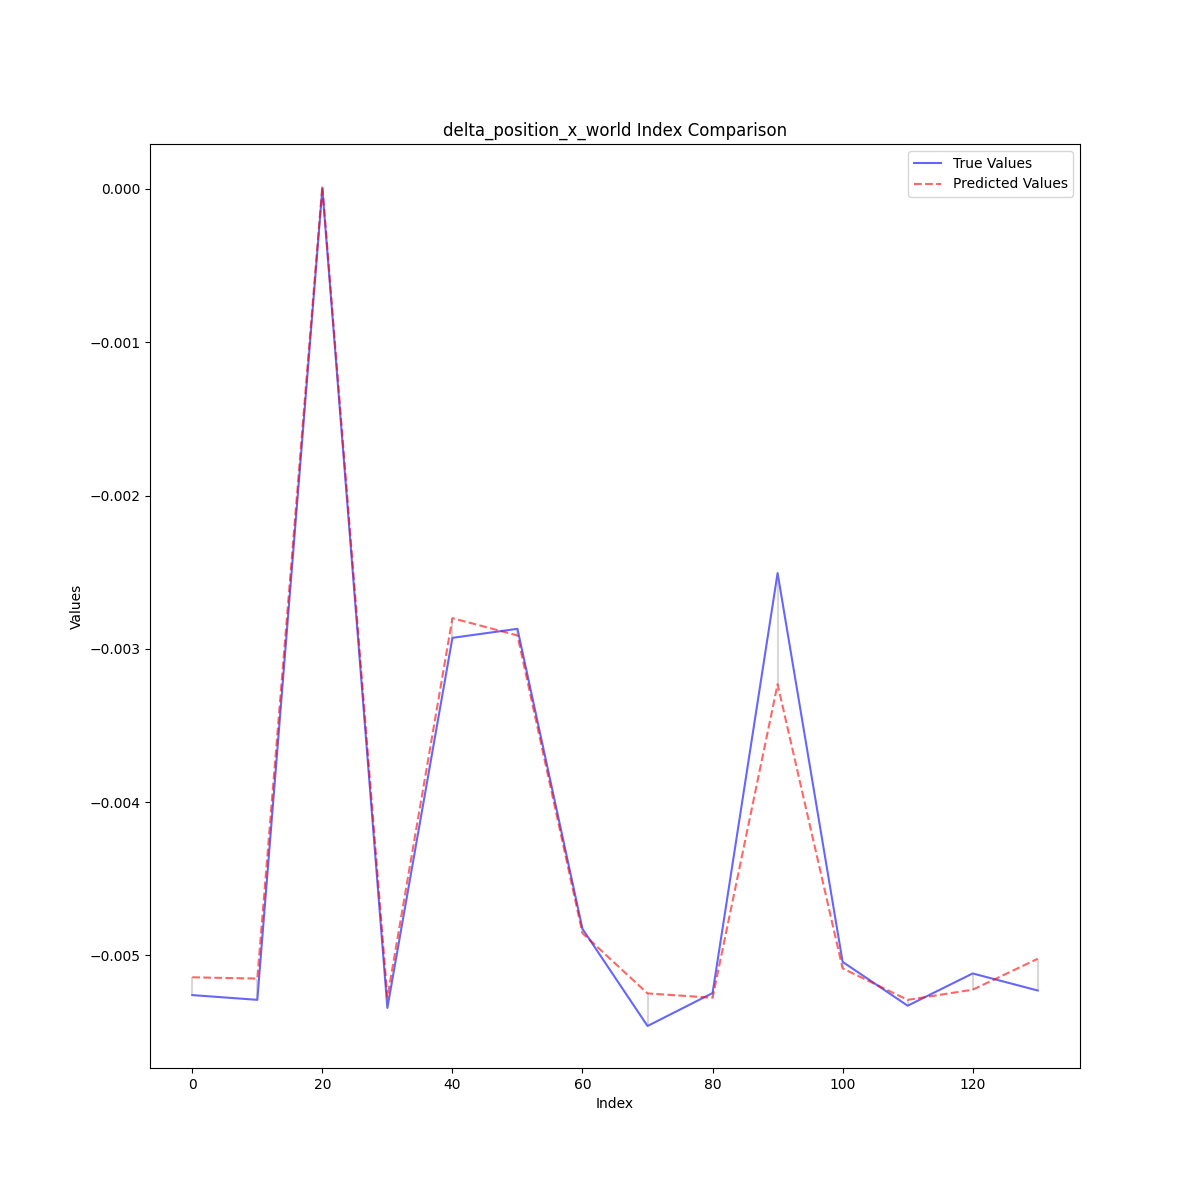 delta_position_x_world Index Comparison
True Values
Predicted Values
0.000
−0.001
−0.002
−0.003
−0.004
−0.005
Values
0 20 40 60 80 100 120
Index